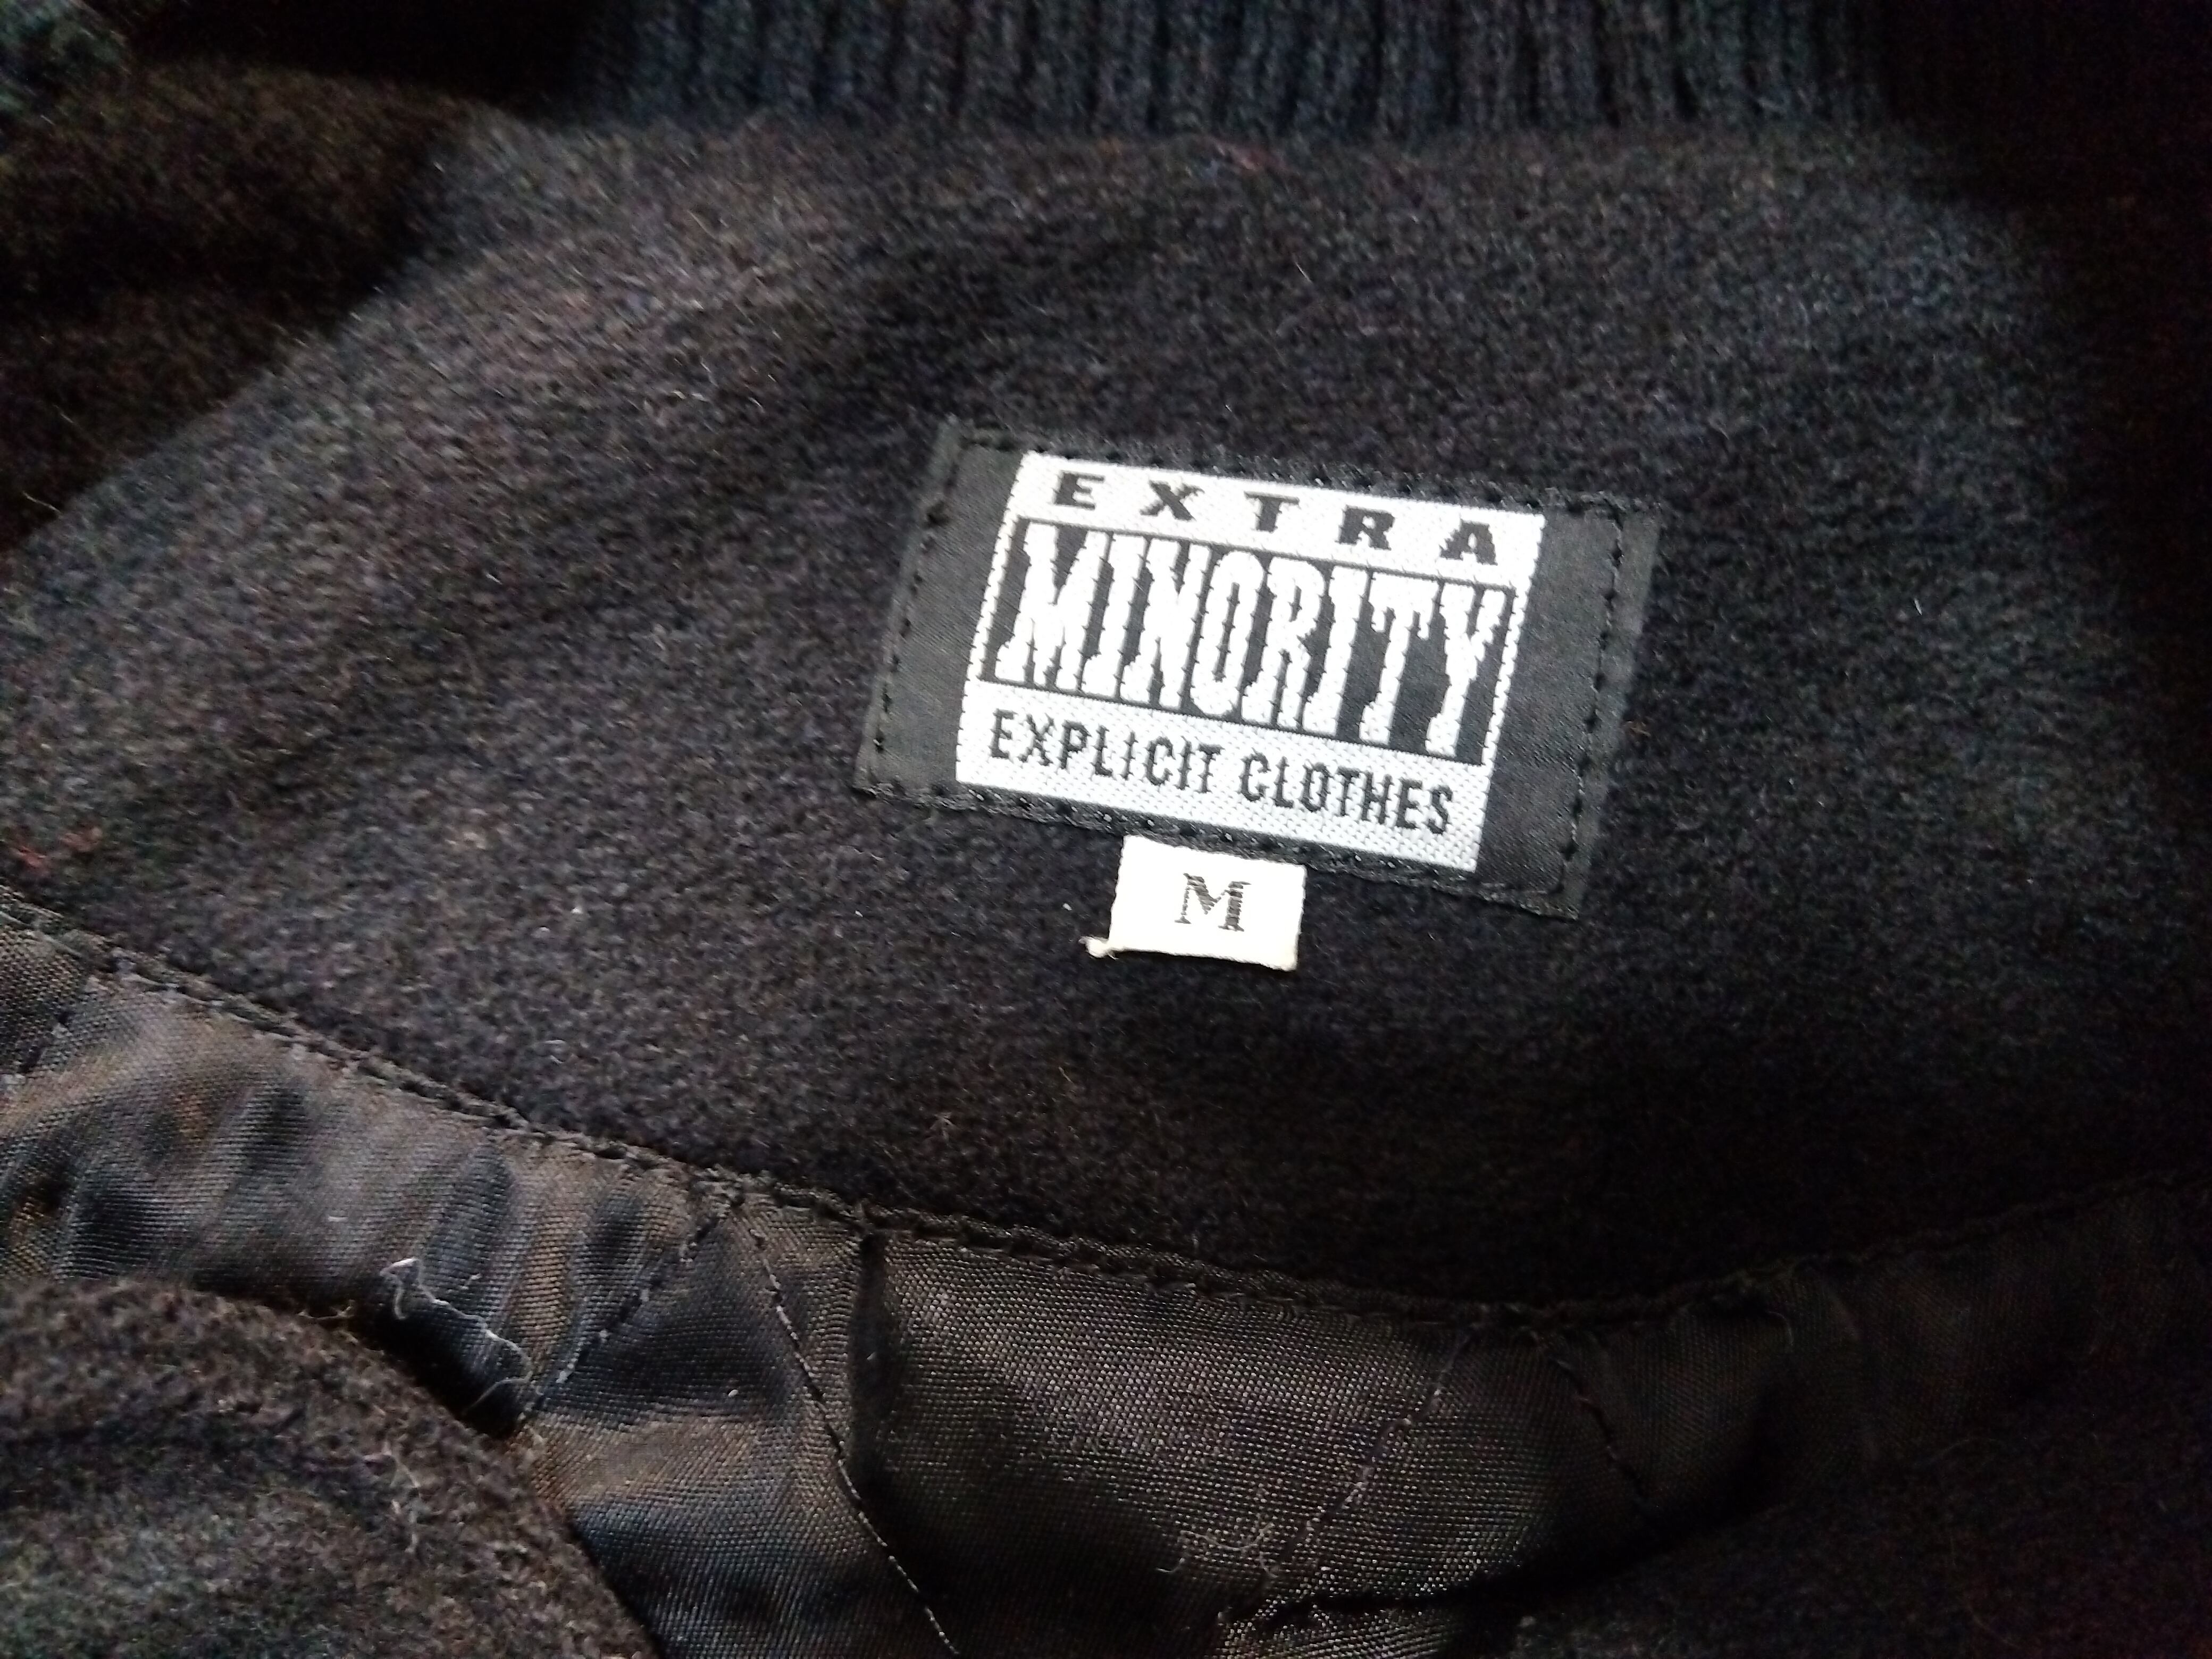 EXTRA
MINORITY
EXPLICIT CLOTHES
M